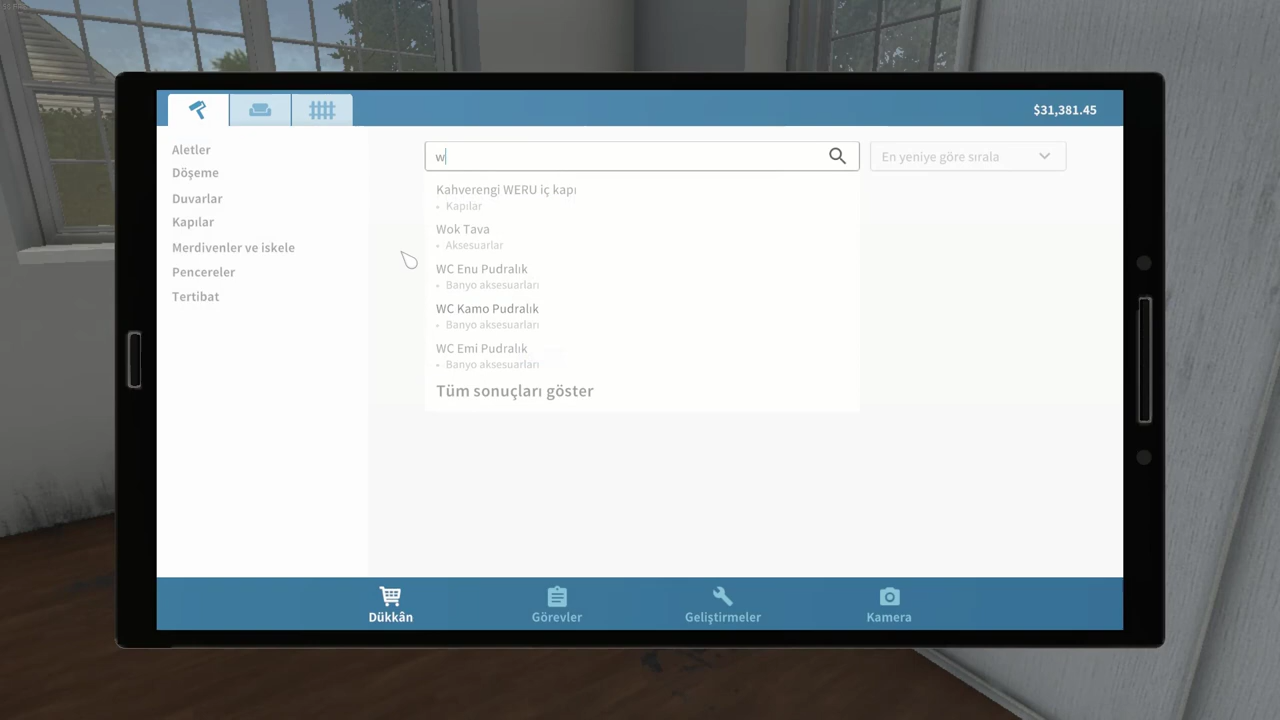 $31,381.45
Aletler
Döşeme
Duvarlar
Kapılar
Merdivenler ve iskele
Pencereler
Tertibat
w
En yeniye göre sırala
Kahverengi WERU iç kapı
• Kapılar
Wok Tava
• Aksesuarlar
WC Enu Pudralık
• Banyo aksesuarları
WC Kamo Pudralık
• Banyo aksesuarları
WC Emi Pudralık
• Banyo aksesuarları
Tüm sonuçları göster
Dükkân
Görevler
Geliştirmeler
Kamera